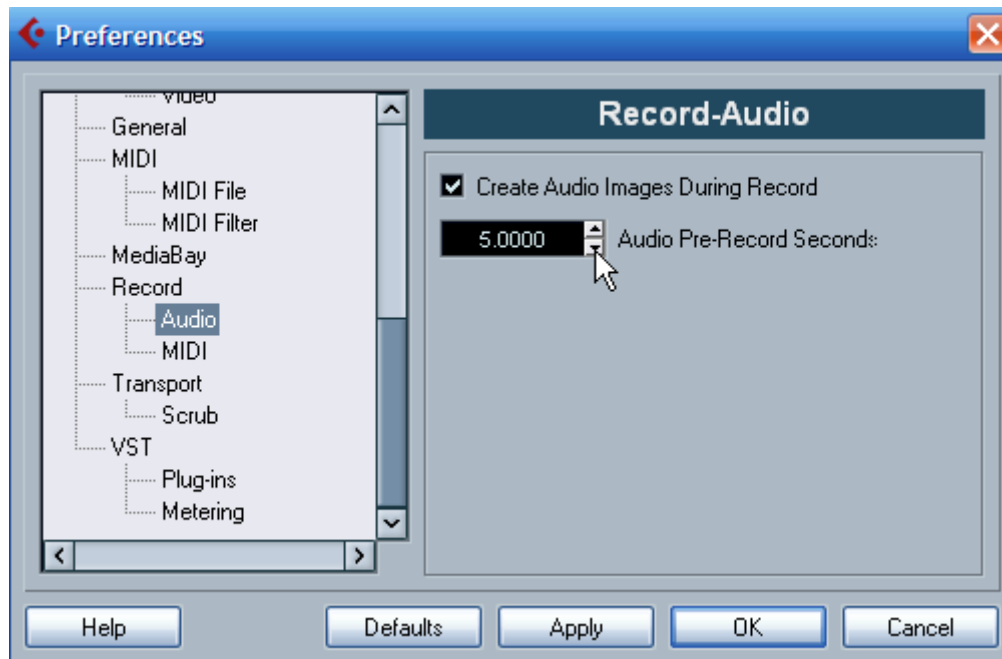 Preferences
Video
General
MIDI
MIDI File
MIDI Filter
MediaBay
Record
Audio
MIDI
Transport
Scrub
VST
Plug-ins
Metering
Record-Audio
Create Audio Images During Record
5.0000 Audio Pre-Record Seconds
Help Defaults Apply OK Cancel